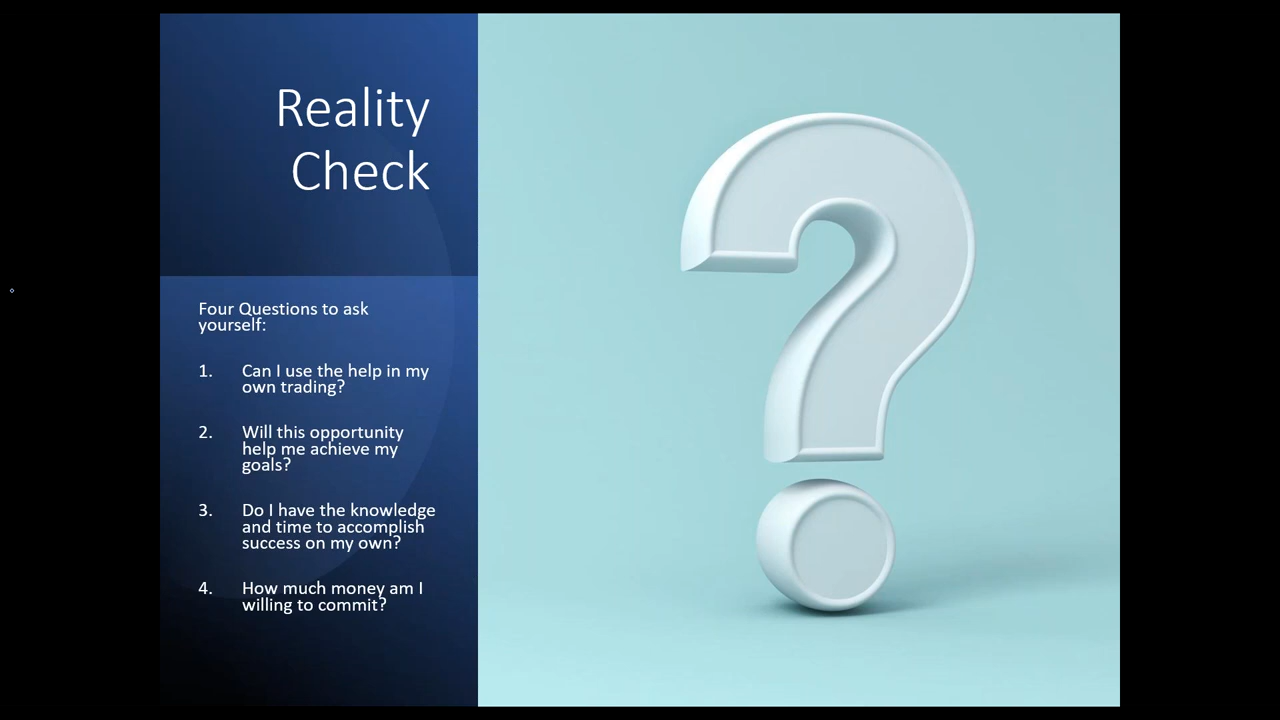 Reality
Check
Four Questions to ask
yourself:
1. Can I use the help in my
own trading?
2. Will this opportunity
help me achieve my
goals?
3. Do I have the knowledge
and time to accomplish
success on my own?
4. How much money am I
willing to commit?